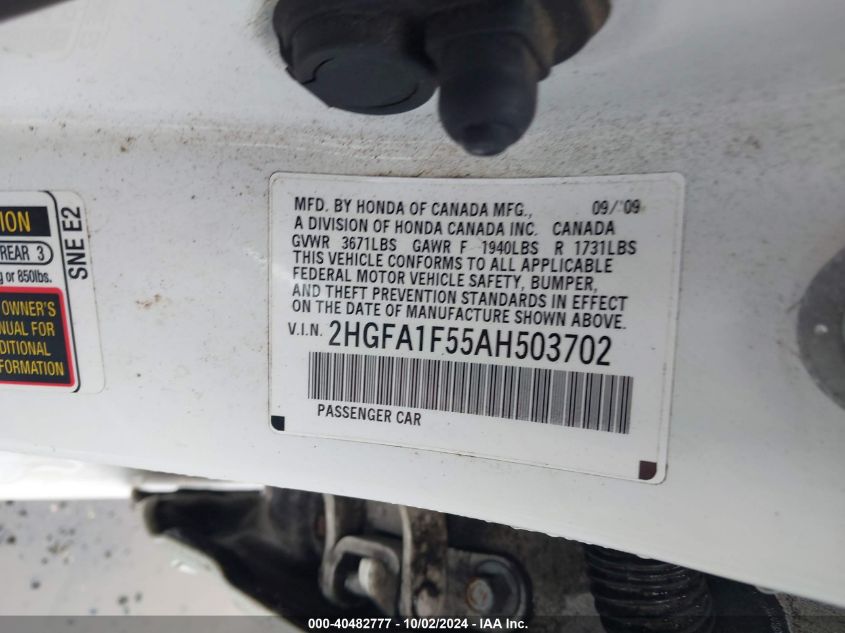 ION
REAR 3
g or 850lbs.
OWNER'S
NUAL FOR
DITIONAL
FORMATION
SNE E2
MFD. BY HONDA OF CANADA MFG., 09/'09
A DIVISION OF HONDA CANADA INC. CANADA
GVWR 3671LBS GAWR F 1940LBS R 1731LBS
THIS VEHICLE CONFORMS TO ALL APPLICABLE
FEDERAL MOTOR VEHICLE SAFETY, BUMPER,
AND THEFT PREVENTION STANDARDS IN EFFECT
ON THE DATE OF MANUFACTURE SHOWN ABOVE.
V.I.N. 2HGFA1F55AH503702
PASSENGER CAR
000-40482777 - 10/02/2024 - IAA Inc.